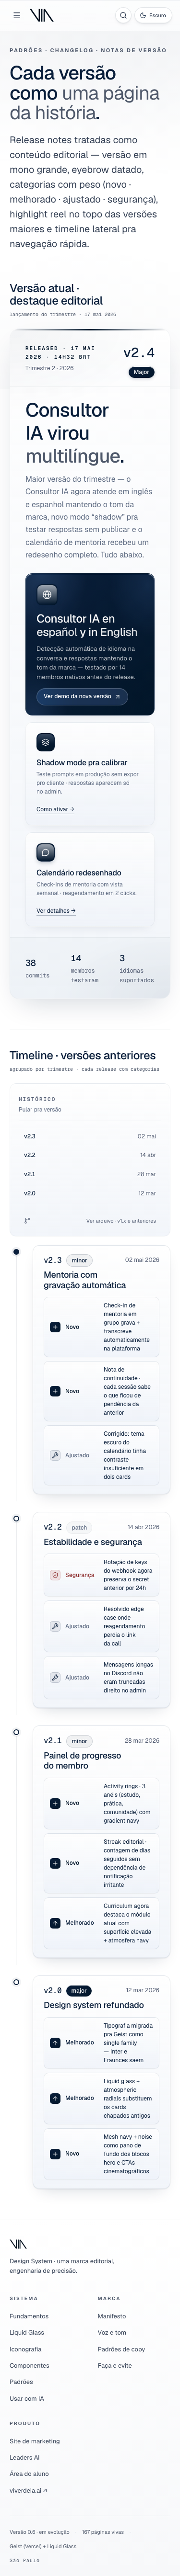 VIA
Escuro
PADRÕES · CHANGELOG · NOTAS DE VERSÃO
Cada versão
como uma página
da história.
Release notes tratadas como
conteúdo editorial — versão em
mono grande, eyebrow datado,
categorias com peso (novo ·
melhorado · ajustado · segurança),
highlight reel no topo das versões
maiores e timeline lateral pra
navegação rápida.
Versão atual ·
destaque editorial
lançamento do trimestre · 17 mai 2026
RELEASED · 17 MAI
2026 · 14H32 BRT
Trimestre 2 · 2026
v2.4
Major
Consultor
IA virou
multilíngue.
Maior versão do trimestre — o
Consultor IA agora atende em inglês
e espanhol mantendo o tom da
marca, novo modo “shadow” pra
testar respostas sem publicar e o
calendário de mentoria recebeu um
redesenho completo. Tudo abaixo.
Consultor IA en
español y in English
Detecção automática de idioma na
conversa e respostas mantendo o
tom da marca — testado por 14
membros nativos antes do release.
Ver demo da nova versão
Shadow mode pra calibrar
Teste prompts em produção sem expor
pro cliente · respostas aparecem só
no admin.
Como ativar →
Calendário redesenhado
Check-ins de mentoria com vista
semanal · reagendamento em 2 clicks.
Ver detalhes →
38
commits
14
membros
testaram
3
idiomas
suportados
Timeline · versões anteriores
agrupado por trimestre · cada release com categorias
HISTÓRICO
Pular pra versão
v2.3 02 mai
v2.2 14 abr
v2.1 28 mar
v2.0 12 mar
Ver arquivo · v1.x e anteriores
v2.3 minor 02 mai 2026
Mentoria com
gravação automática
Novo
Check-in de
mentoria em
grupo grava +
transcreve
automaticamente
na plataforma
Novo
Nota de
continuidade ·
cada sessão sabe
o que ficou de
pendência da
anterior
Ajustado
Corrigido: tema
escuro do
calendário tinha
contraste
insuficiente em
dois cards
v2.2 patch 14 abr 2026
Estabilidade e segurança
Segurança
Rotação de keys
do webhook agora
preserva o secret
anterior por 24h
Ajustado
Resolvido edge
case onde
reagendamento
perdia o link
da call
Ajustado
Mensagens longas
no Discord não
eram truncadas
direito no admin
v2.1 minor 28 mar 2026
Painel de progresso
do membro
Novo
Activity rings · 3
anéis (estudo,
prática,
comunidade) com
gradient navy
Novo
Streak editorial ·
contagem de dias
seguidos sem
dependência de
notificação
irritante
Melhorado
Curriculum agora
destaca o módulo
atual com
superfície elevada
+ atmosfera navy
v2.0 major 12 mar 2026
Design system refundado
Melhorado
Tipografia migrada
pra Geist como
single family
— Inter e
Fraunces saem
Melhorado
Liquid glass +
atmospheric
radials substituem
os cards
chapados antigos
Novo
Mesh navy + noise
como pano de
fundo dos blocos
hero e CTAs
cinematográficos
VIA
Design System · uma marca editorial,
engenharia de precisão.
SISTEMA
Fundamentos
Liquid Glass
Iconografia
Componentes
Padrões
Usar com IA
MARCA
Manifesto
Voz e tom
Padrões de copy
Faça e evite
PRODUTO
Site de marketing
Leaders AI
Área do aluno
viverdeia.ai ↗
Versão 0.6 · em evolução 167 páginas vivas
Geist (Vercel) + Liquid Glass
São Paulo